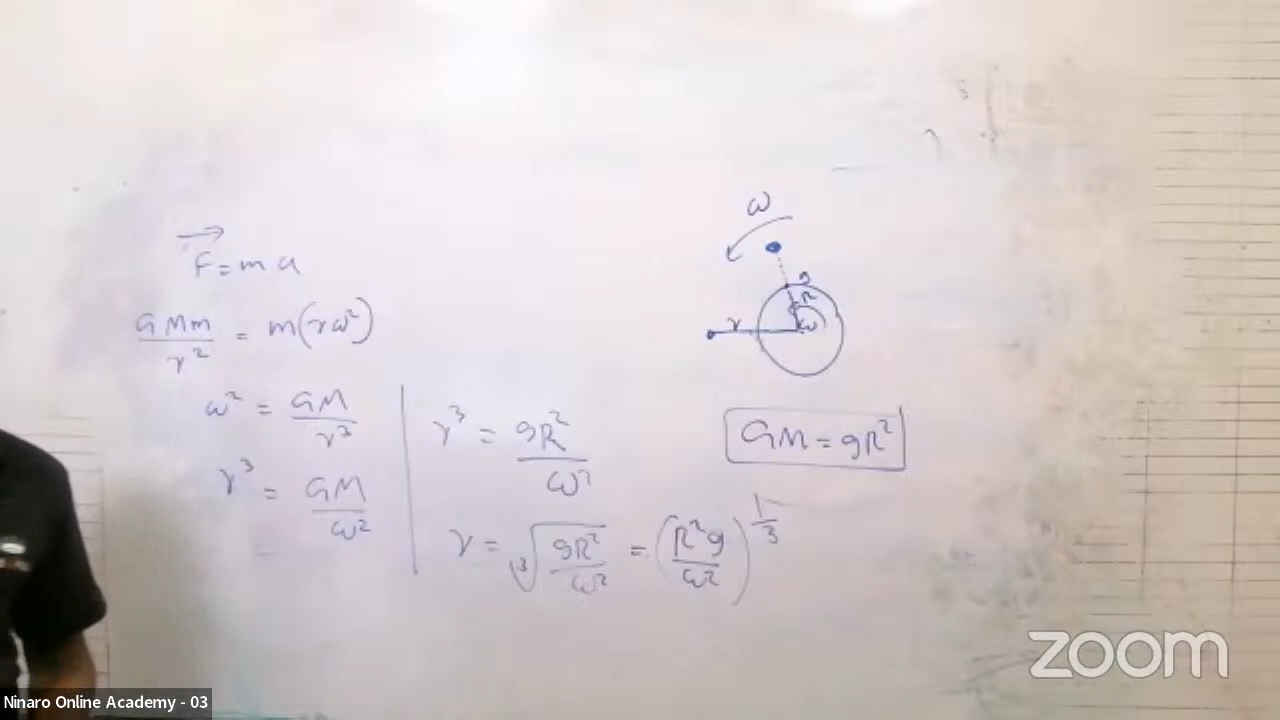 F = ma
GMm/r² = m(rω²)
ω² = GM/r³
r³ = GM/ω²
r³ = gR²/ω²
r = ∛(gR²/ω²) = (R²g/ω²)^(1/3)
ω
g
R
r
ω
GM = gR²
zoom
Ninaro Online Academy - 03